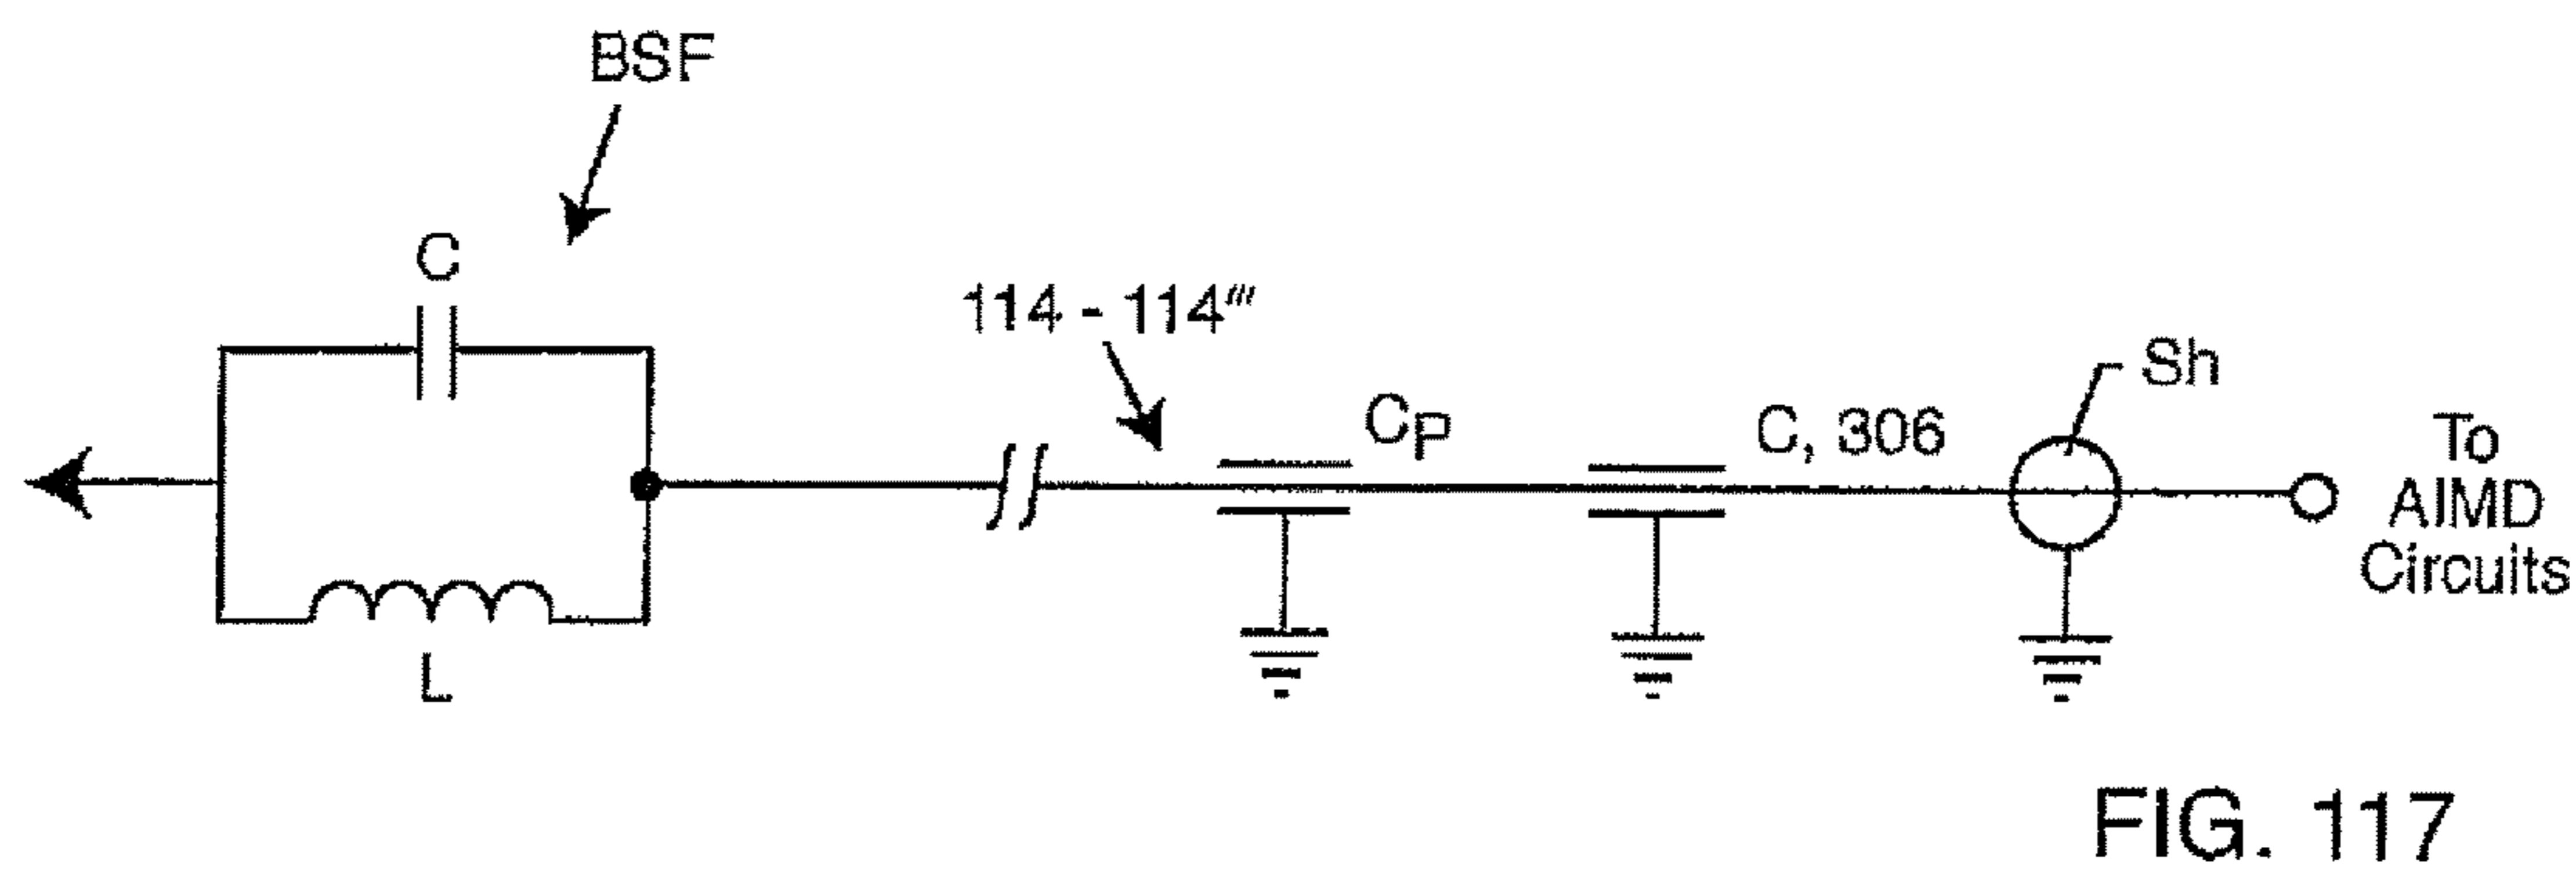 BSF
C
114 - 114'''
CP
C, 306
Sh
To
AIMD
Circuits
L
FIG. 117